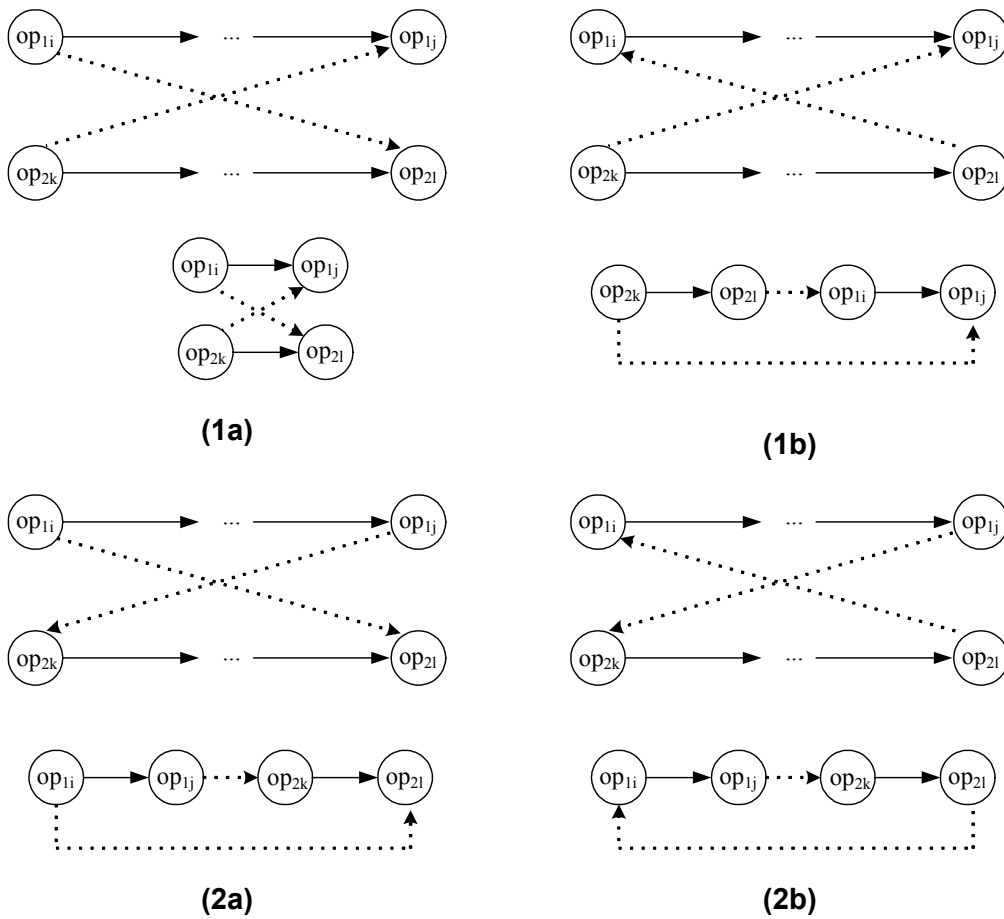 op1i ... op1j op1i ... op1j
op2k ... op2l op2k ... op2l
op1i op1j op2k op2l op1i op1j
op2k op2l
(1a) (1b)
op1i ... op1j op1i ... op1j
op2k ... op2l op2k ... op2l
op1i op1j op2k op2l op1i op1j op2k op2l
(2a) (2b)